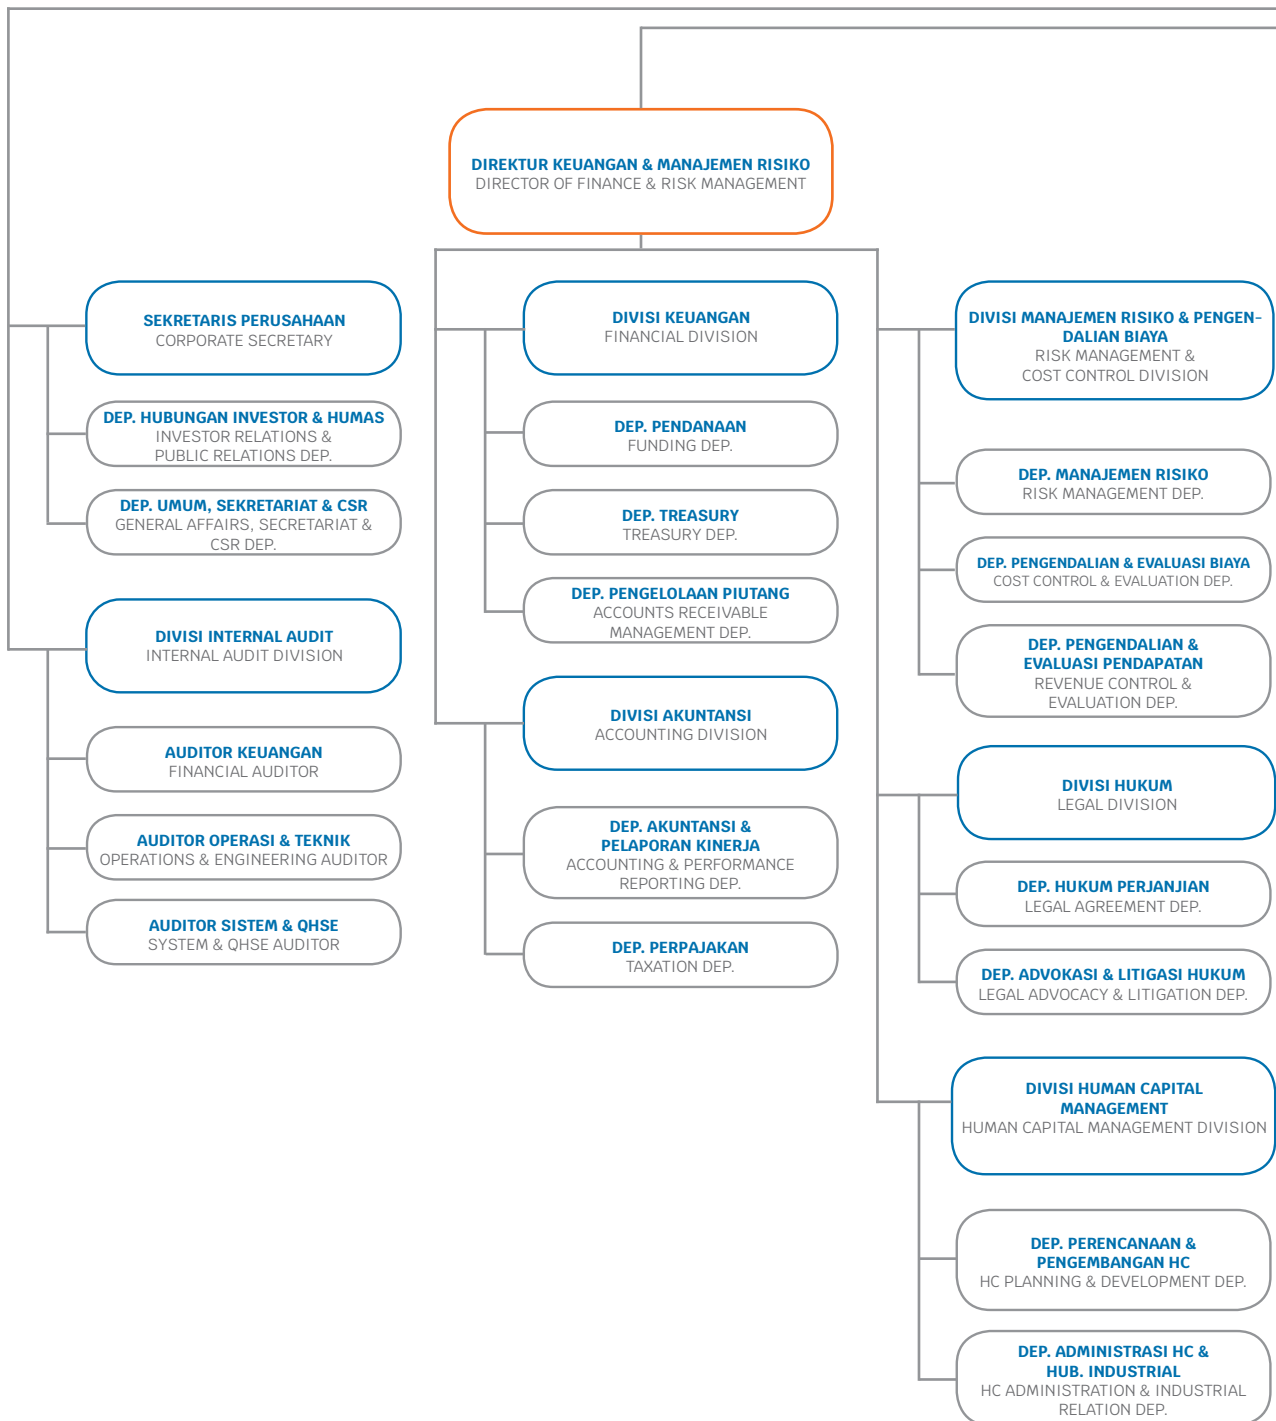 DIREKTUR KEUANGAN & MANAJEMEN RISIKO
DIRECTOR OF FINANCE & RISK MANAGEMENT
SEKRETARIS PERUSAHAAN
CORPORATE SECRETARY
DEP. HUBUNGAN INVESTOR & HUMAS
INVESTOR RELATIONS &
PUBLIC RELATIONS DEP.
DEP. UMUM, SEKRETARIAT & CSR
GENERAL AFFAIRS, SECRETARIAT &
CSR DEP.
DIVISI INTERNAL AUDIT
INTERNAL AUDIT DIVISION
AUDITOR KEUANGAN
FINANCIAL AUDITOR
AUDITOR OPERASI & TEKNIK
OPERATIONS & ENGINEERING AUDITOR
AUDITOR SISTEM & QHSE
SYSTEM & QHSE AUDITOR
DIVISI KEUANGAN
FINANCIAL DIVISION
DEP. PENDANAAN
FUNDING DEP.
DEP. TREASURY
TREASURY DEP.
DEP. PENGELOLAAN PIUTANG
ACCOUNTS RECEIVABLE
MANAGEMENT DEP.
DIVISI AKUNTANSI
ACCOUNTING DIVISION
DEP. AKUNTANSI &
PELAPORAN KINERJA
ACCOUNTING & PERFORMANCE
REPORTING DEP.
DEP. PERPAJAKAN
TAXATION DEP.
DIVISI MANAJEMEN RISIKO & PENGEN-
DALIAN BIAYA
RISK MANAGEMENT &
COST CONTROL DIVISION
DEP. MANAJEMEN RISIKO
RISK MANAGEMENT DEP.
DEP. PENGENDALIAN & EVALUASI BIAYA
COST CONTROL & EVALUATION DEP.
DEP. PENGENDALIAN &
EVALUASI PENDAPATAN
REVENUE CONTROL &
EVALUATION DEP.
DIVISI HUKUM
LEGAL DIVISION
DEP. HUKUM PERJANJIAN
LEGAL AGREEMENT DEP.
DEP. ADVOKASI & LITIGASI HUKUM
LEGAL ADVOCACY & LITIGATION DEP.
DIVISI HUMAN CAPITAL
MANAGEMENT
HUMAN CAPITAL MANAGEMENT DIVISION
DEP. PERENCANAAN &
PENGEMBANGAN HC
HC PLANNING & DEVELOPMENT DEP.
DEP. ADMINISTRASI HC &
HUB. INDUSTRIAL
HC ADMINISTRATION & INDUSTRIAL
RELATION DEP.